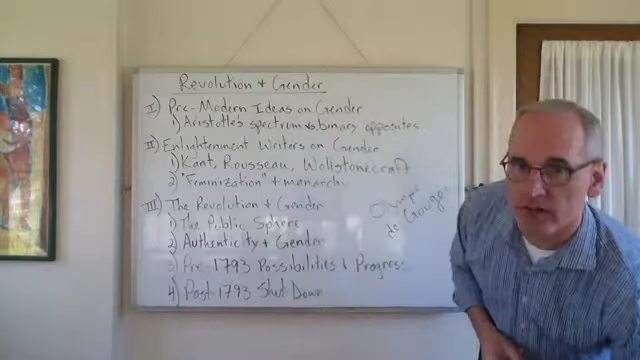 Revolution + Gender
I) Pre-Modern Ideas on Gender
1) Aristotle's spectrum vs binary opposites
II) Enlightenment Writers on Gender
1) Kant, Rousseau, Wollstonecraft
2) "Feminization" + monarchy
III) The Revolution + Gender
1) The Public Sphere
2) Authenticity + Gender
3) Pre-1793 Possibilities + Progress
4) Post-1793 Shut Down
Olympe
de Gouges